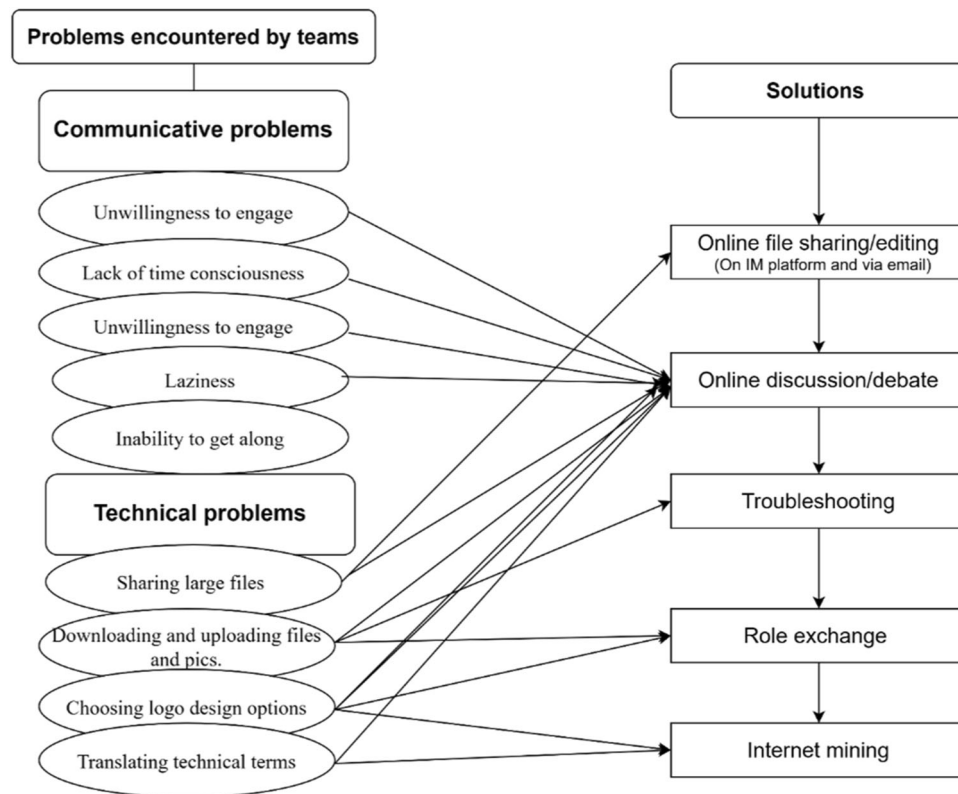 Problems encountered by teams
Communicative problems
Unwillingness to engage
Lack of time consciousness
Unwillingness to engage
Laziness
Inability to get along
Technical problems
Sharing large files
Downloading and uploading files
and pics.
Choosing logo design options
Translating technical terms
Solutions
Online file sharing/editing
(On IM platform and via email)
Online discussion/debate
Troubleshooting
Role exchange
Internet mining